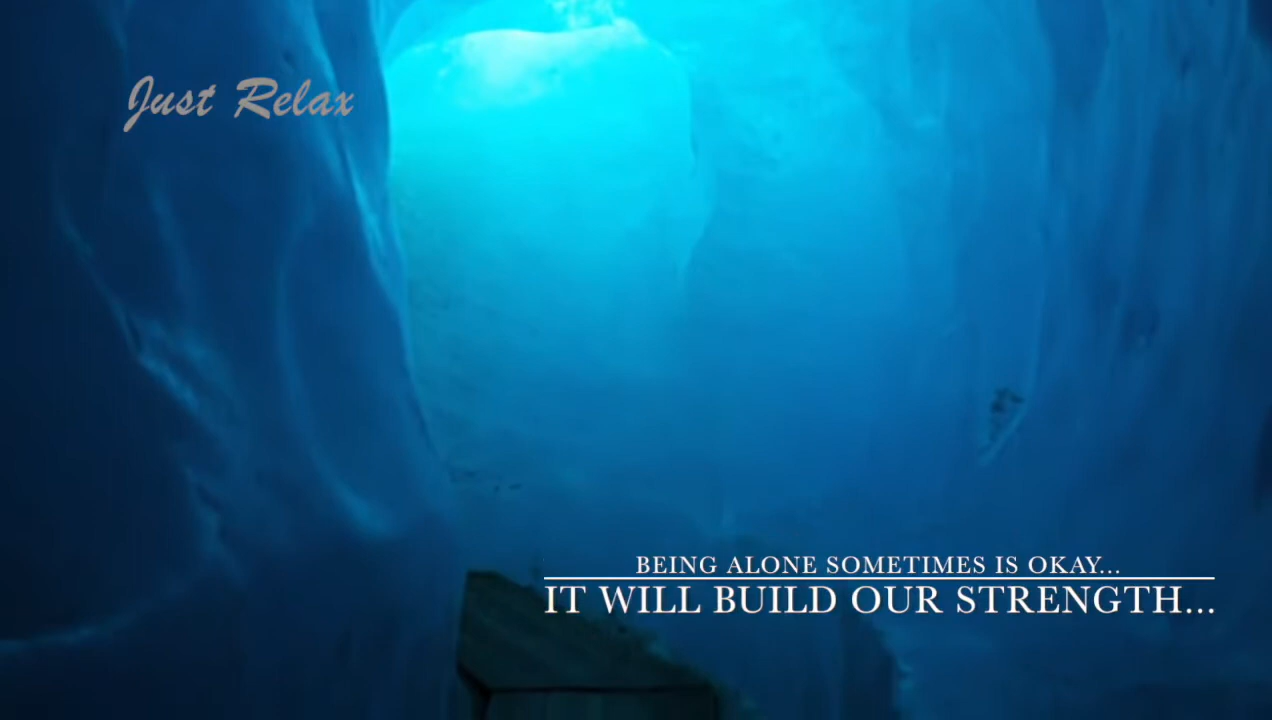 Just Relax
BEING ALONE SOMETIMES IS OKAY...
IT WILL BUILD OUR STRENGTH...